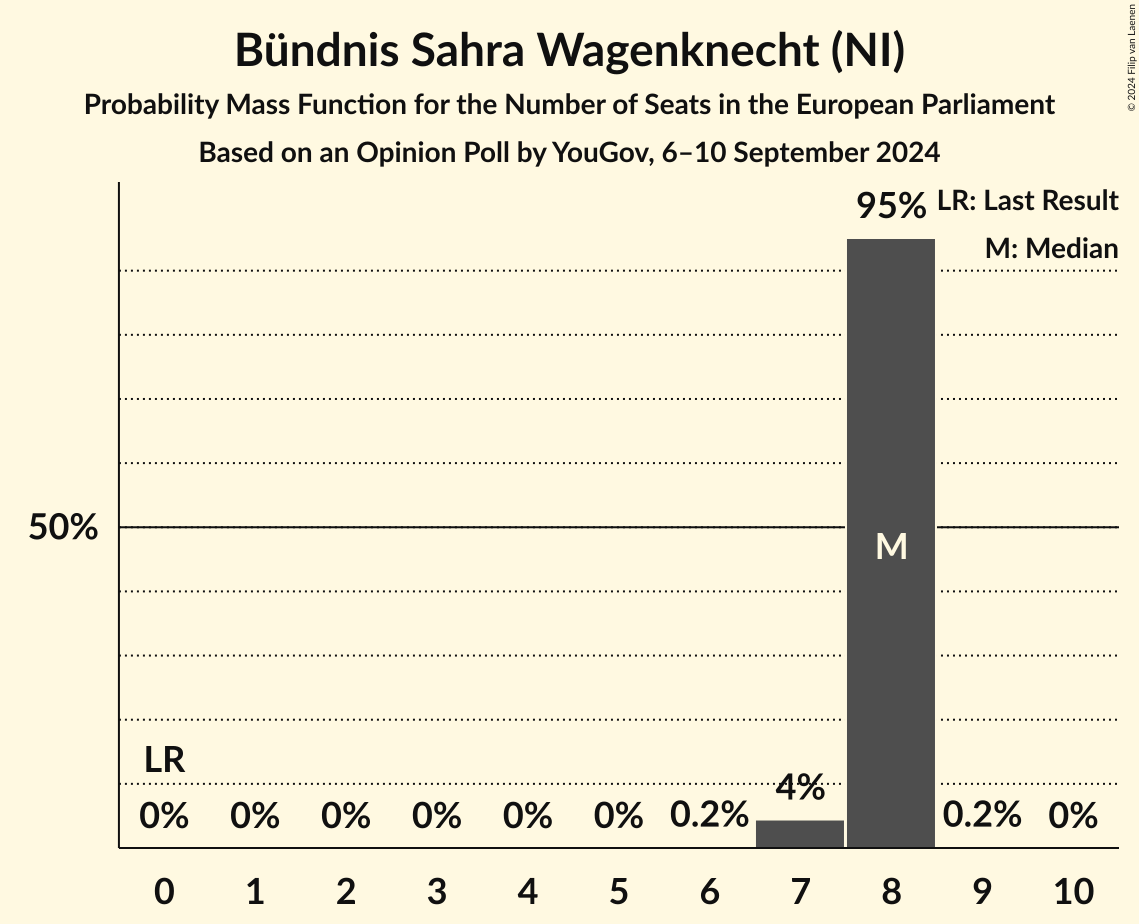 Bündnis Sahra Wagenknecht (NI)
Probability Mass Function for the Number of Seats in the European Parliament
Based on an Opinion Poll by YouGov, 6–10 September 2024
© 2024 Filip van Laenen
95%
LR: Last Result
M: Median
50%
M
LR
4%
0% 0% 0% 0% 0% 0% 0.2% 0.2% 0%
0 1 2 3 4 5 6 7 8 9 10